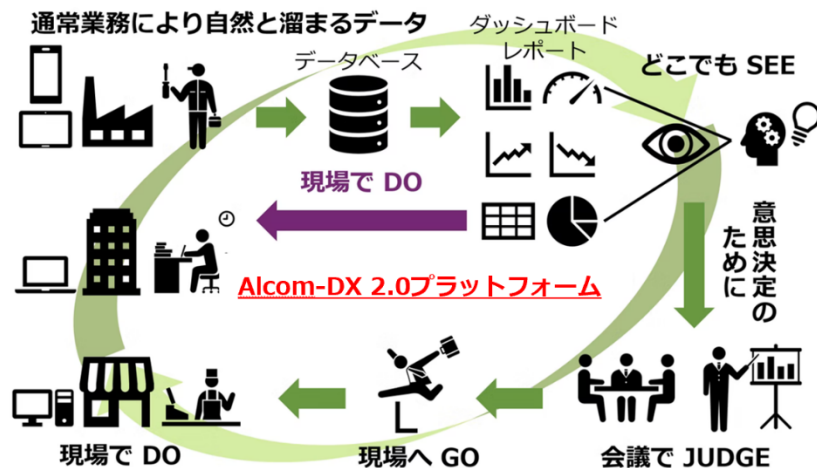 通常業務により自然と溜まるデータ
ダッシュボード
レポート
データベース
どこでも SEE
現場で DO
意思決定の
ために
Alcom-DX 2.0プラットフォーム
現場で DO
現場へ GO
会議で JUDGE